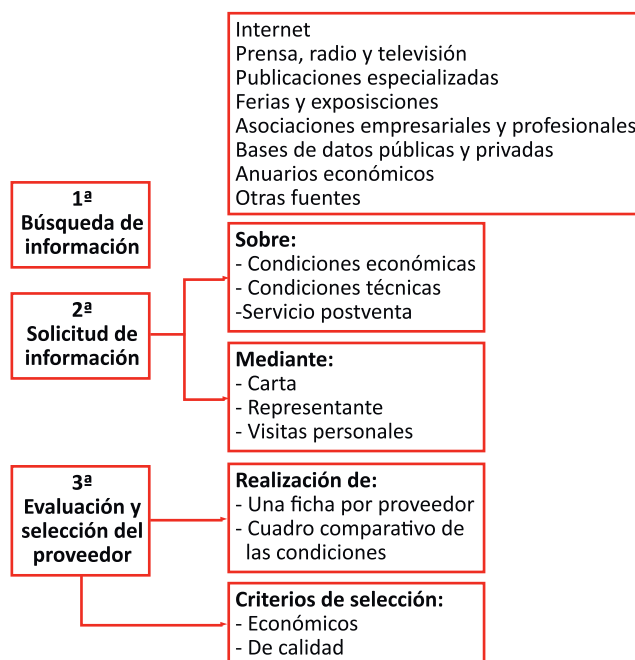 Internet
Prensa, radio y televisión
Publicaciones especializadas
Ferias y exposisciones
Asociaciones empresariales y profesionales
Bases de datos públicas y privadas
Anuarios económicos
Otras fuentes
1ª
Búsqueda de
información
Sobre:
- Condiciones económicas
- Condiciones técnicas
-Servicio postventa
2ª
Solicitud de
información
Mediante:
- Carta
- Representante
- Visitas personales
3ª
Evaluación y
selección del
proveedor
Realización de:
- Una ficha por proveedor
- Cuadro comparativo de
las condiciones
Criterios de selección:
- Económicos
- De calidad